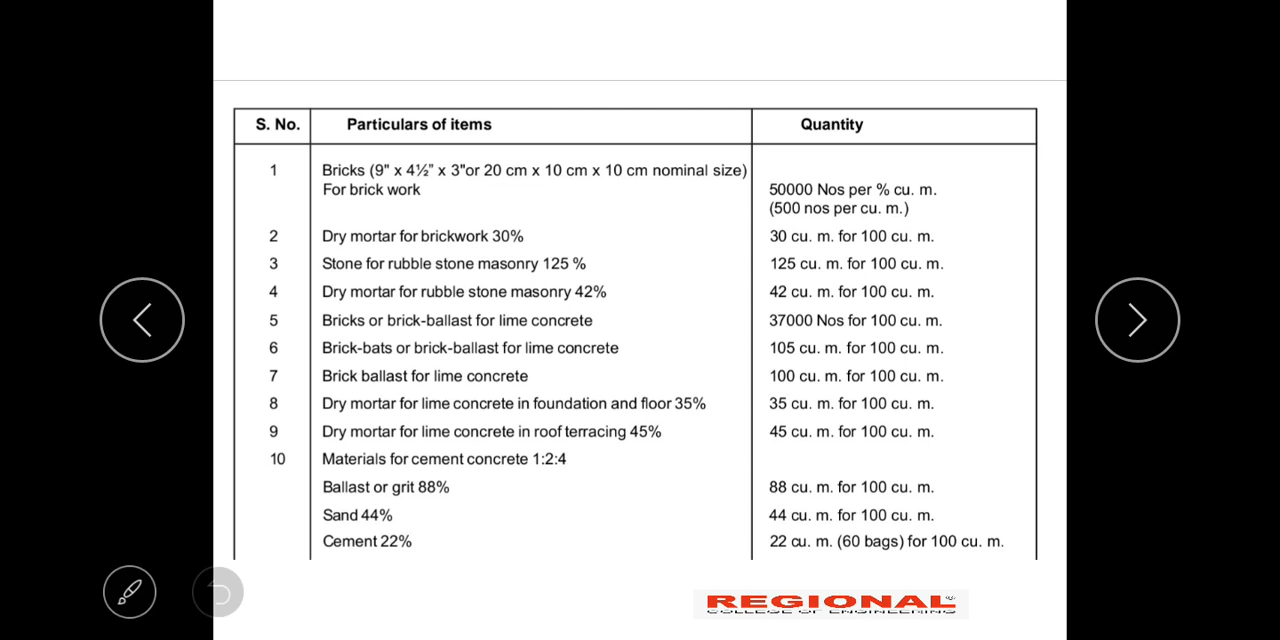 S. No. Particulars of items Quantity
1 Bricks (9" x 4½" x 3"or 20 cm x 10 cm x 10 cm nominal size)
For brick work 50000 Nos per % cu. m.
(500 nos per cu. m.)
2 Dry mortar for brickwork 30% 30 cu. m. for 100 cu. m.
3 Stone for rubble stone masonry 125 % 125 cu. m. for 100 cu. m.
4 Dry mortar for rubble stone masonry 42% 42 cu. m. for 100 cu. m.
5 Bricks or brick-ballast for lime concrete 37000 Nos for 100 cu. m.
6 Brick-bats or brick-ballast for lime concrete 105 cu. m. for 100 cu. m.
7 Brick ballast for lime concrete 100 cu. m. for 100 cu. m.
8 Dry mortar for lime concrete in foundation and floor 35% 35 cu. m. for 100 cu. m.
9 Dry mortar for lime concrete in roof terracing 45% 45 cu. m. for 100 cu. m.
10 Materials for cement concrete 1:2:4
Ballast or grit 88% 88 cu. m. for 100 cu. m.
Sand 44% 44 cu. m. for 100 cu. m.
Cement 22% 22 cu. m. (60 bags) for 100 cu. m.
REGIONAL
COLLEGE OF ENGINEERING